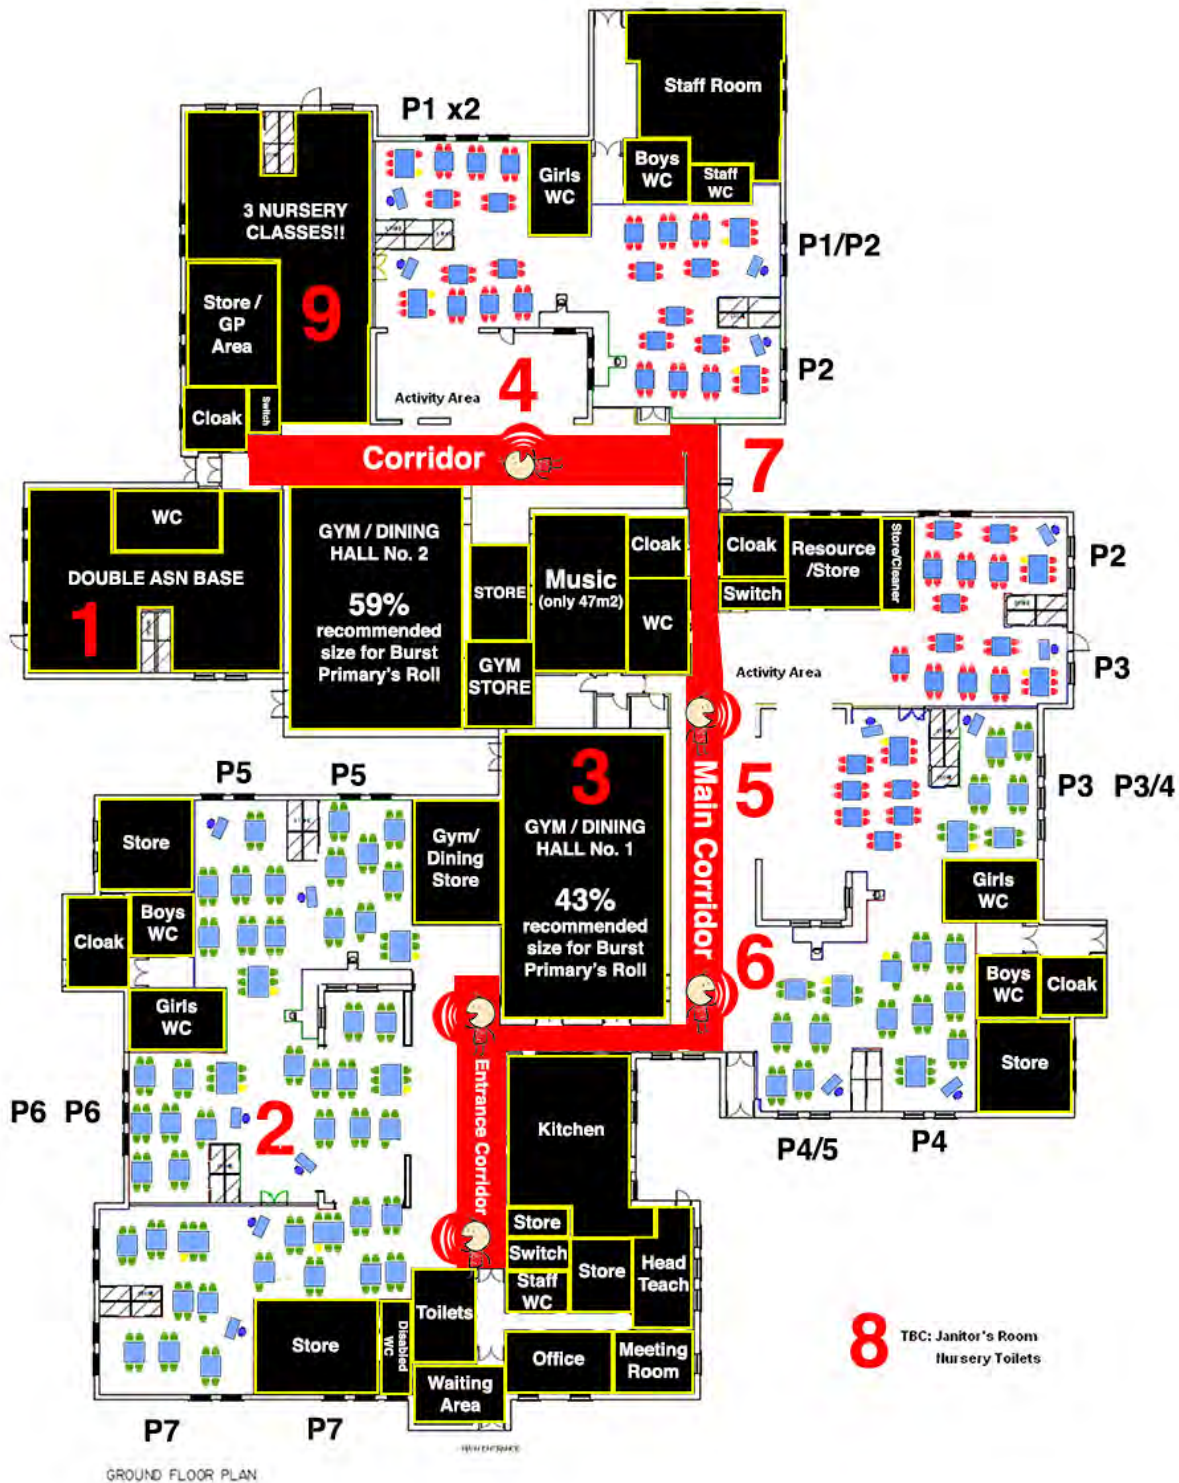 Staff Room
P1 x2
Boys
WC
Staff
WC
Girls
WC
3 NURSERY
CLASSES!!
P1/P2
Store /
GP
Area
9
P2
4
Activity Area
Cloak
Switch
Corridor
7
WC
GYM / DINING
HALL No. 2
DOUBLE ASN BASE
1
59%
recommended
size for Burst
Primary's Roll
STORE
GYM
STORE
Music
(only 47m2)
Cloak
WC
Cloak
Switch
Resource
/Store
Store/Cleaner
P2
P3
Activity Area
P5
P5
3
GYM / DINING
HALL No. 1
43%
recommended
size for Burst
Primary's Roll
Main Corridor
5
P3 P3/4
Store
Gym/
Dining
Store
Boys
WC
Cloak
Girls
WC
Girls
WC
6
Boys
WC
Cloak
Store
Entrance Corridor
P6 P6
2
Kitchen
P4/5
P4
Store
Switch
Staff
WC
Store
Head
Teach
Toilets
Store
Disabled
WC
Office
Meeting
Room
Waiting
Area
8
TBC: Janitor's Room
Nursery Toilets
P7
P7
MAIN ENTRANCE
GROUND FLOOR PLAN